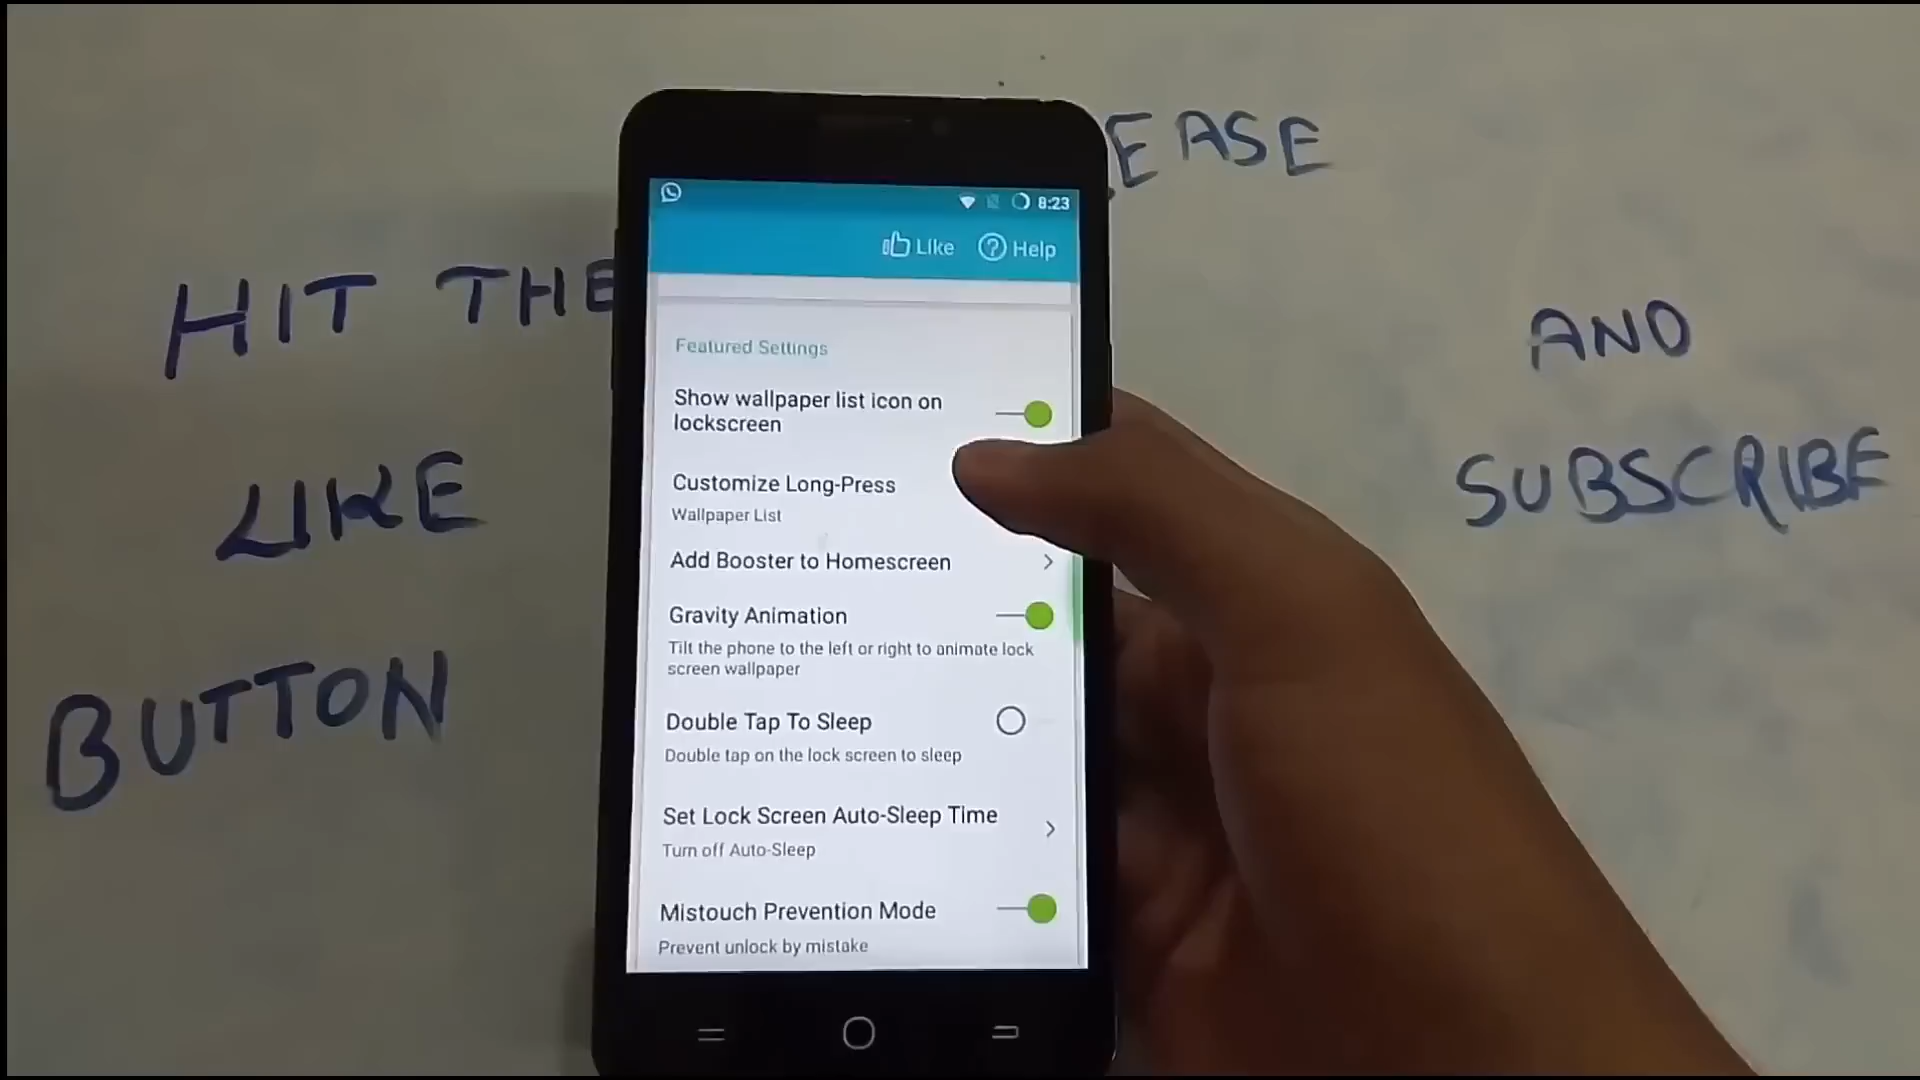 EASE
HIT THE
LIKE
BUTTON
AND
SUBSCRIBE
8:23
Like Help
Featured Settings
Show wallpaper list icon on
lockscreen
Customize Long-Press
Wallpaper List
Add Booster to Homescreen
Gravity Animation
Tilt the phone to the left or right to animate lock
screen wallpaper
Double Tap To Sleep
Double tap on the lock screen to sleep
Set Lock Screen Auto-Sleep Time
Turn off Auto-Sleep
Mistouch Prevention Mode
Prevent unlock by mistake